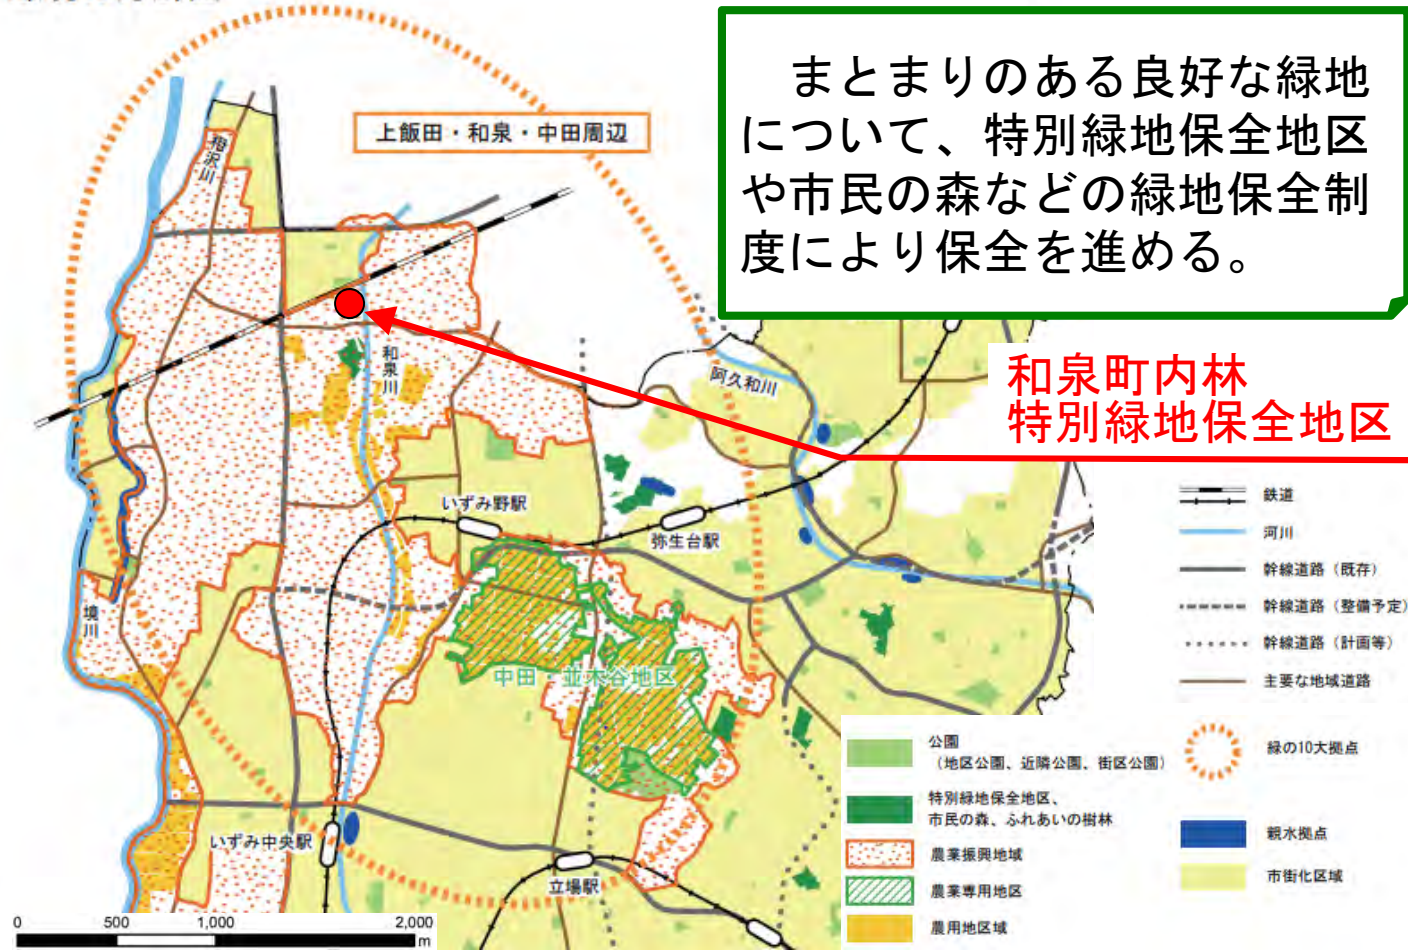 まとまりのある良好な緑地
について、特別緑地保全地区
や市民の森などの緑地保全制
度により保全を進める。
上飯田・和泉・中田周辺
相沢川
和泉川
阿久和川
和泉町内林
特別緑地保全地区
いずみ野駅
弥生台駅
境川
中田・並木谷地区
いずみ中央駅
立場駅
鉄道
河川
幹線道路（既存）
幹線道路（整備予定）
幹線道路（計画等）
主要な地域道路
公園
（地区公園、近隣公園、街区公園）
特別緑地保全地区、
市民の森、ふれあいの樹林
農業振興地域
農業専用地区
農用地区域
緑の10大拠点
親水拠点
市街化区域
0 500 1,000 2,000
m